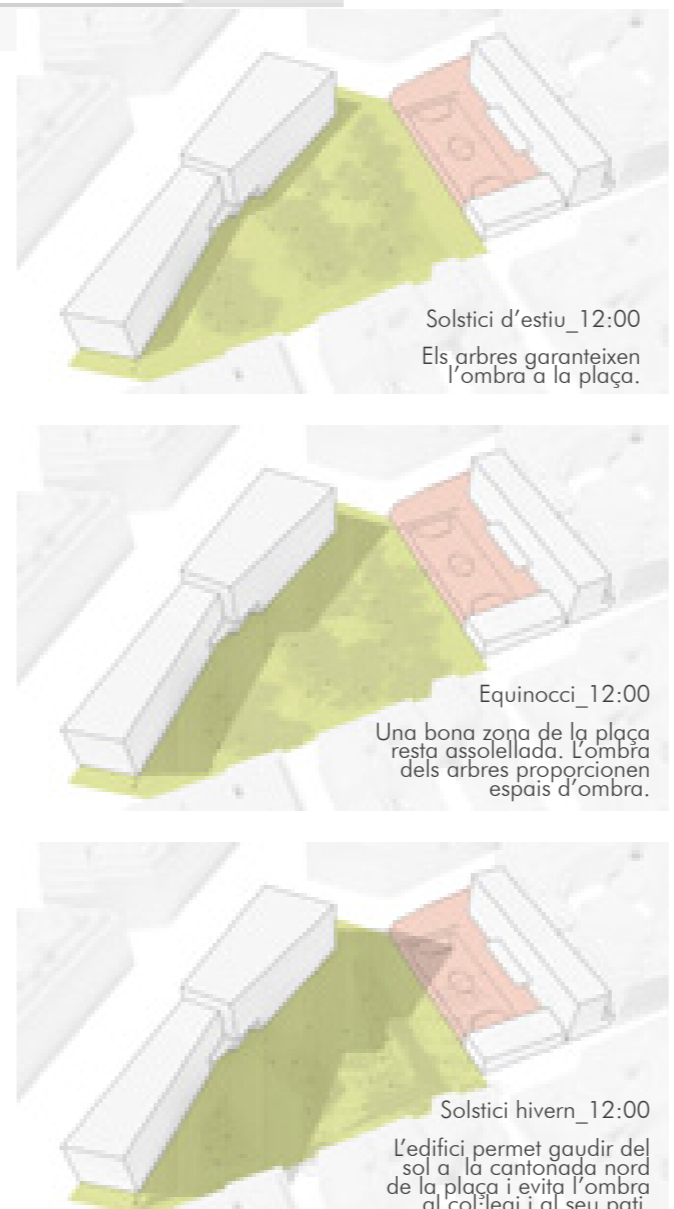 Solstici d'estiu_12:00
Els arbres garanteixen
l'ombra a la plaça.
Equinocci_12:00
Una bona zona de la plaça
resta assolellada. L'ombra
dels arbres proporcionen
espais d'ombra.
Solstici hivern_12:00
L'edifici permet gaudir del
sol a la cantonada nord
de la plaça i evita l'ombra
al col·legi i al seu pati.